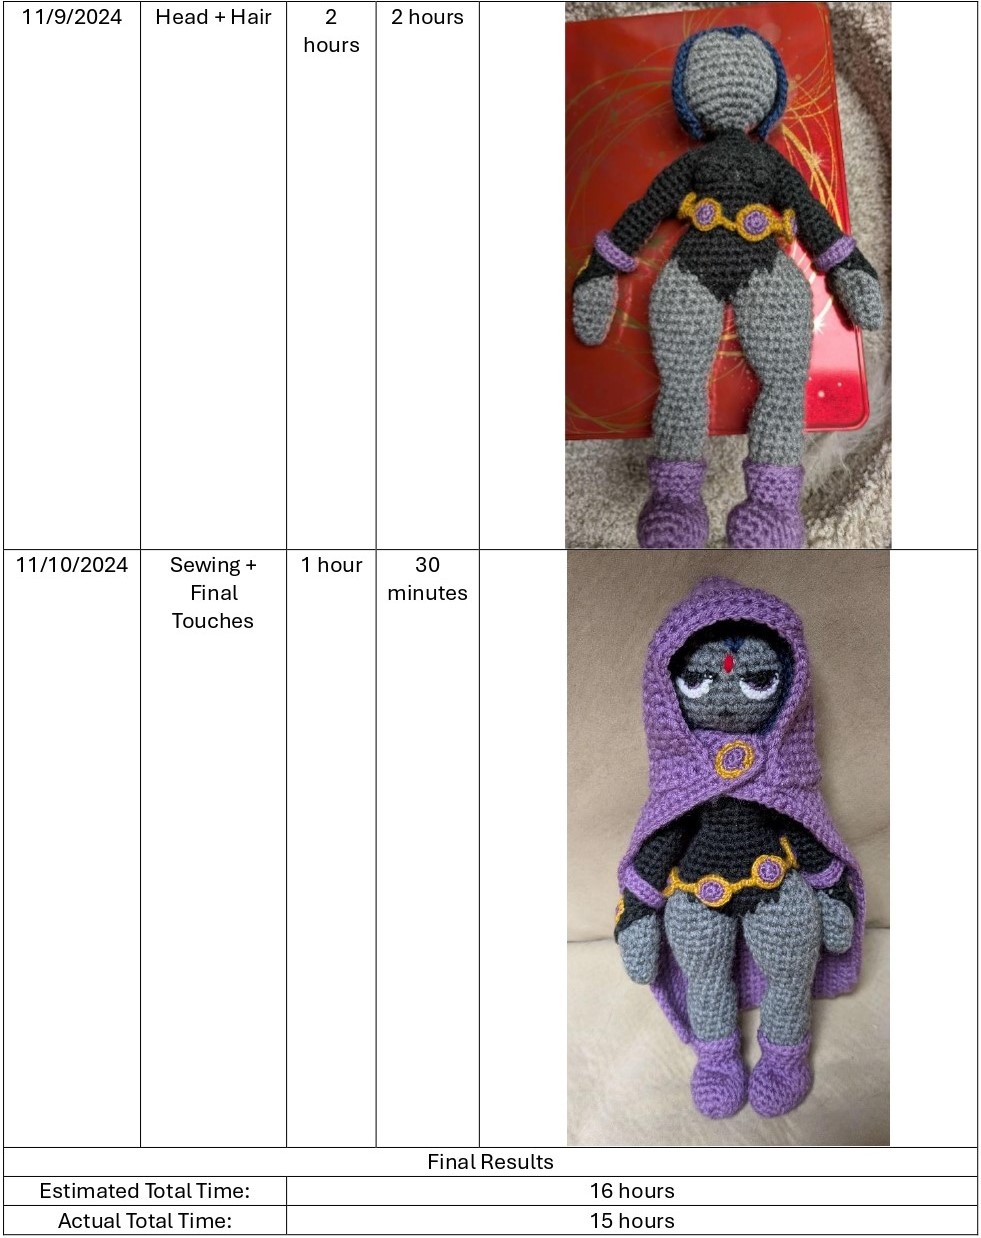 11/9/2024 Head + Hair 2 2 hours
hours
11/10/2024 Sewing + 1 hour 30
Final minutes
Touches
Final Results
Estimated Total Time: 16 hours
Actual Total Time: 15 hours